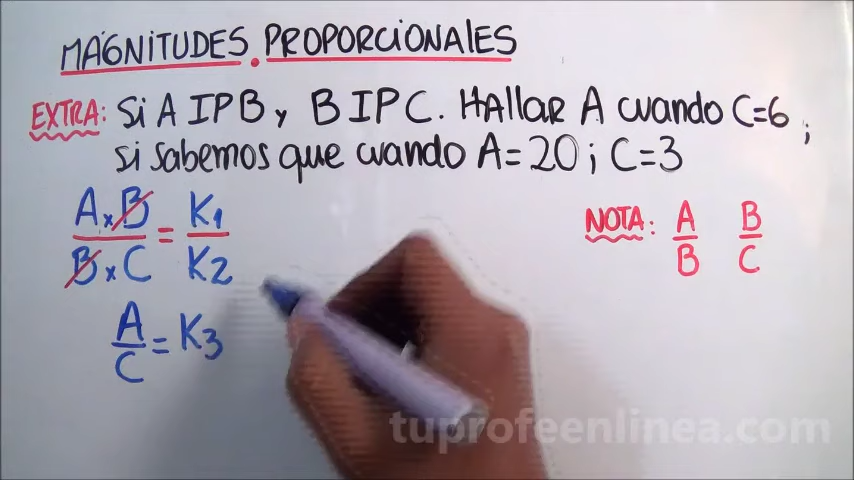 MAGNITUDES PROPORCIONALES
EXTRA: Si A IP B y B IP C. HAllAR A cuando C=6 ;
si sabemos que cuando A=20 ; C=3
A x B / B x C = K1 / K2
NOTA: A/B B/C
A/C = K3
tuprofeenlinea.com